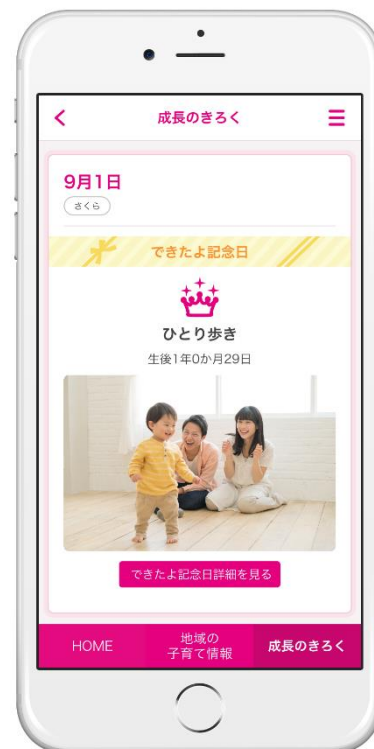 成長のきろく
9月1日
さくら
できたよ記念日
ひとり歩き
生後1年0か月29日
できたよ記念日詳細を見る
HOME
地域の
子育て情報
成長のきろく